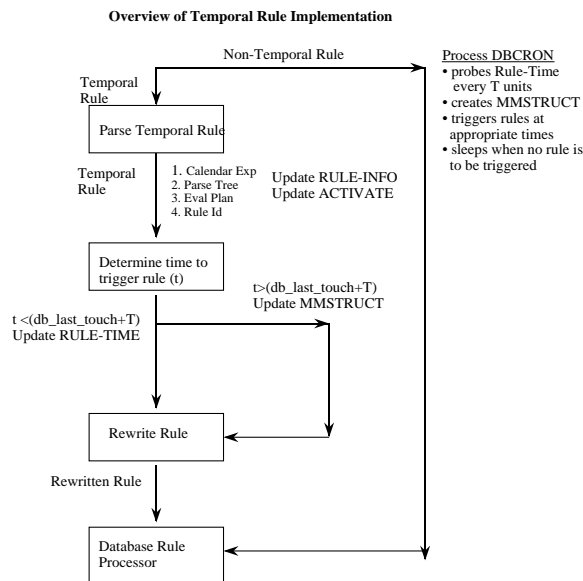 Overview of Temporal Rule Implementation
Non-Temporal Rule
Process DBCRON
• probes Rule-Time
every T units
• creates MMSTRUCT
• triggers rules at
appropriate times
• sleeps when no rule is
to be triggered
Temporal
Rule
Parse Temporal Rule
Temporal
Rule
1. Calendar Exp
2. Parse Tree
3. Eval Plan
4. Rule Id
Update RULE-INFO
Update ACTIVATE
Determine time to
trigger rule (t)
t>(db_last_touch+T)
Update MMSTRUCT
t <(db_last_touch+T)
Update RULE-TIME
Rewrite Rule
Rewritten Rule
Database Rule
Processor